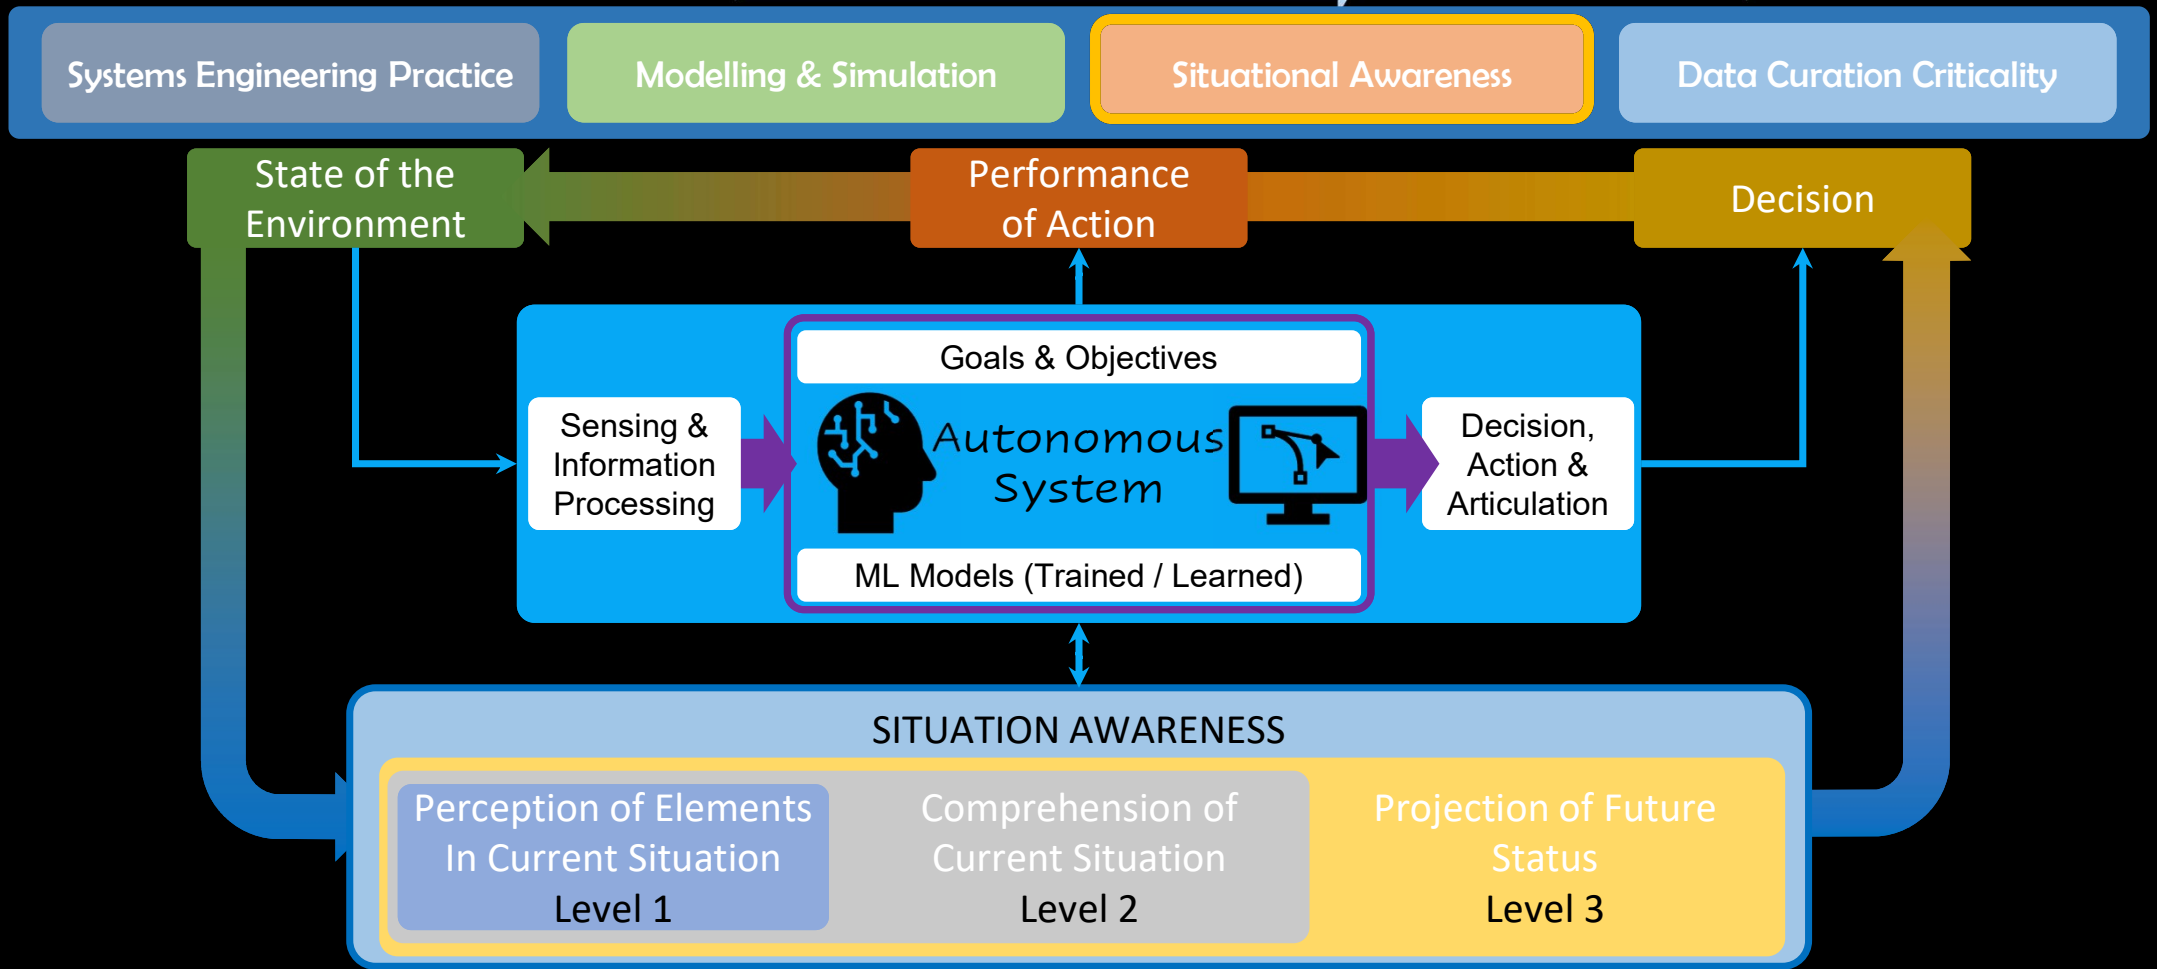 Systems Engineering Practice
Modelling & Simulation
Situational Awareness
Data Curation Criticality
State of the
Environment
Performance
of Action
Decision
Goals & Objectives
Sensing &
Information
Processing
Autonomous
System
Decision,
Action &
Articulation
ML Models (Trained / Learned)
SITUATION AWARENESS
Perception of Elements
In Current Situation
Level 1
Comprehension of
Current Situation
Level 2
Projection of Future
Status
Level 3